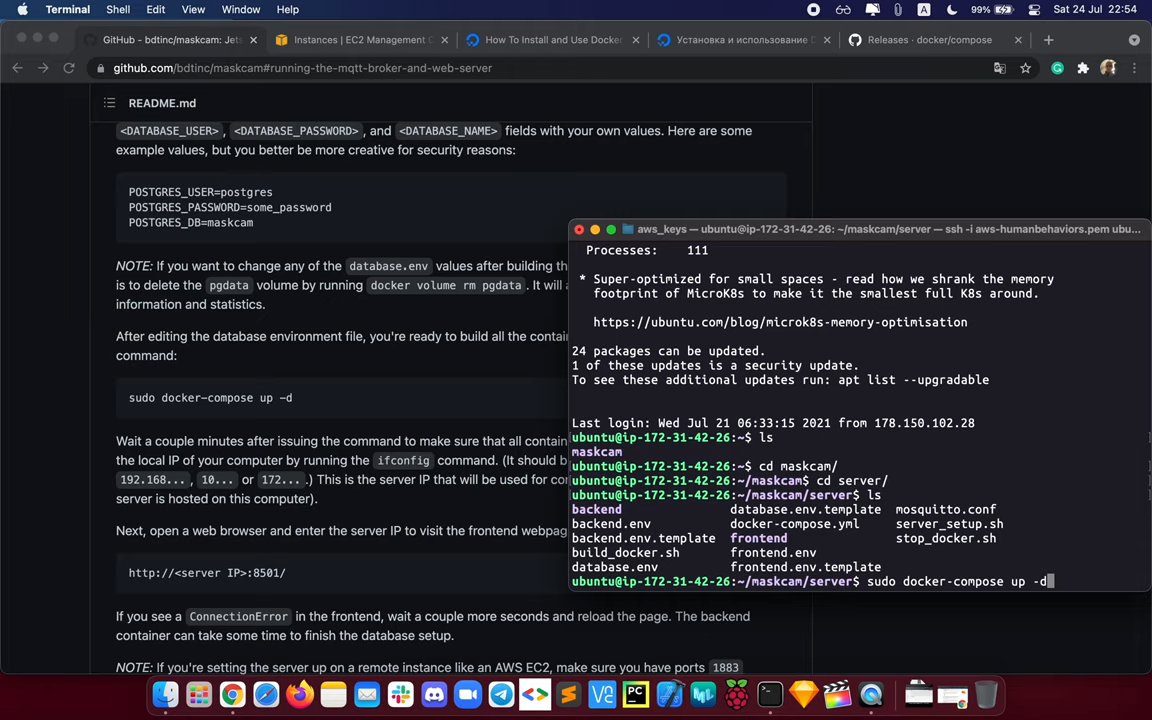 Terminal Shell Edit View Window Help A 99% Sat 24 Jul 22:54
GitHub - bdtinc/maskcam: Jets
Instances | EC2 Management C
How To Install and Use Docker
Установка и использование D
Releases · docker/compose
github.com/bdtinc/maskcam#running-the-mqtt-broker-and-web-server
README.md
<DATABASE_USER>, <DATABASE_PASSWORD>, and <DATABASE_NAME> fields with your own values. Here are some
example values, but you better be more creative for security reasons:
POSTGRES_USER=postgres
POSTGRES_PASSWORD=some_password
POSTGRES_DB=maskcam
NOTE: If you want to change any of the database.env values after building th
is to delete the pgdata volume by running docker volume rm pgdata. It will a
information and statistics.
After editing the database environment file, you're ready to build all the contai
command:
sudo docker-compose up -d
Wait a couple minutes after issuing the command to make sure that all contain
the local IP of your computer by running the ifconfig command. (It should b
192.168..., 10... or 172....) This is the server IP that will be used for con
server is hosted on this computer).
Next, open a web browser and enter the server IP to visit the frontend webpag
http://<server IP>:8501/
If you see a ConnectionError in the frontend, wait a couple more seconds and reload the page. The backend
container can take some time to finish the database setup.
NOTE: If you're setting the server up on a remote instance like an AWS EC2, make sure you have ports 1883
aws_keys — ubuntu@ip-172-31-42-26: ~/maskcam/server — ssh -i aws-humanbehaviors.pem ubu...
Processes: 111
* Super-optimized for small spaces - read how we shrank the memory
footprint of MicroK8s to make it the smallest full K8s around.
https://ubuntu.com/blog/microk8s-memory-optimisation
24 packages can be updated.
1 of these updates is a security update.
To see these additional updates run: apt list --upgradable
Last login: Wed Jul 21 06:33:15 2021 from 178.150.102.28
ubuntu@ip-172-31-42-26:~$ ls
maskcam
ubuntu@ip-172-31-42-26:~$ cd maskcam/
ubuntu@ip-172-31-42-26:~/maskcam$ cd server/
ubuntu@ip-172-31-42-26:~/maskcam/server$ ls
backend database.env.template mosquitto.conf
backend.env docker-compose.yml server_setup.sh
backend.env.template frontend stop_docker.sh
build_docker.sh frontend.env
database.env frontend.env.template
ubuntu@ip-172-31-42-26:~/maskcam/server$ sudo docker-compose up -d